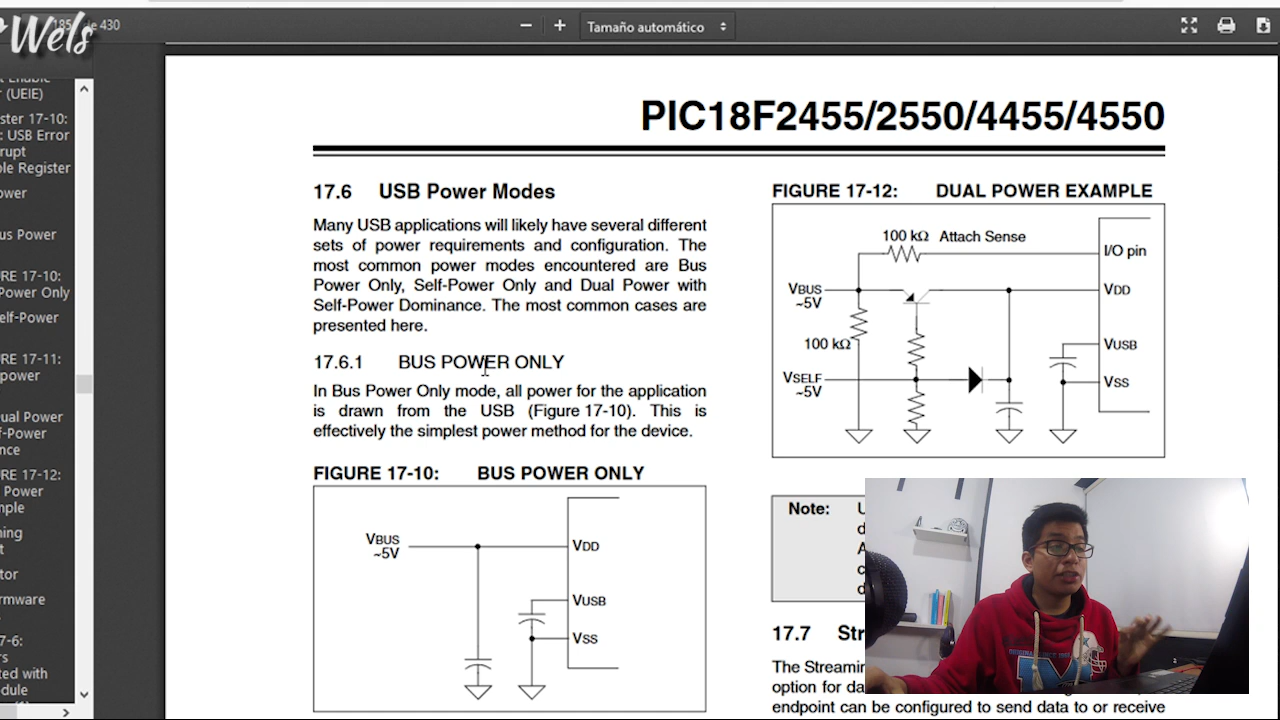 Wels
185 de 430
Tamaño automático
(UEIE)
ster 17-10:
: USB Error
rupt
ble Register
ower
us Power
RE 17-10:
Power Only
elf-Power
RE 17-11:
power
Dual Power
f-Power
nce
RE 17-12:
Power
mple
ming
t
tor
rmware
7-6:
rs
ted with
odule
PIC18F2455/2550/4455/4550
17.6 USB Power Modes
Many USB applications will likely have several different
sets of power requirements and configuration. The
most common power modes encountered are Bus
Power Only, Self-Power Only and Dual Power with
Self-Power Dominance. The most common cases are
presented here.
17.6.1 BUS POWER ONLY
In Bus Power Only mode, all power for the application
is drawn from the USB (Figure 17-10). This is
effectively the simplest power method for the device.
FIGURE 17-10: BUS POWER ONLY
VBUS
~5V
VDD
VUSB
VSS
FIGURE 17-12: DUAL POWER EXAMPLE
100 kΩ Attach Sense
I/O pin
VBUS
~5V
VDD
100 kΩ
VUSB
VSELF
~5V
VSS
Note: U
d
A
c
d
17.7 Str
The Streamin
option for da
endpoint can be configured to send data to or receive